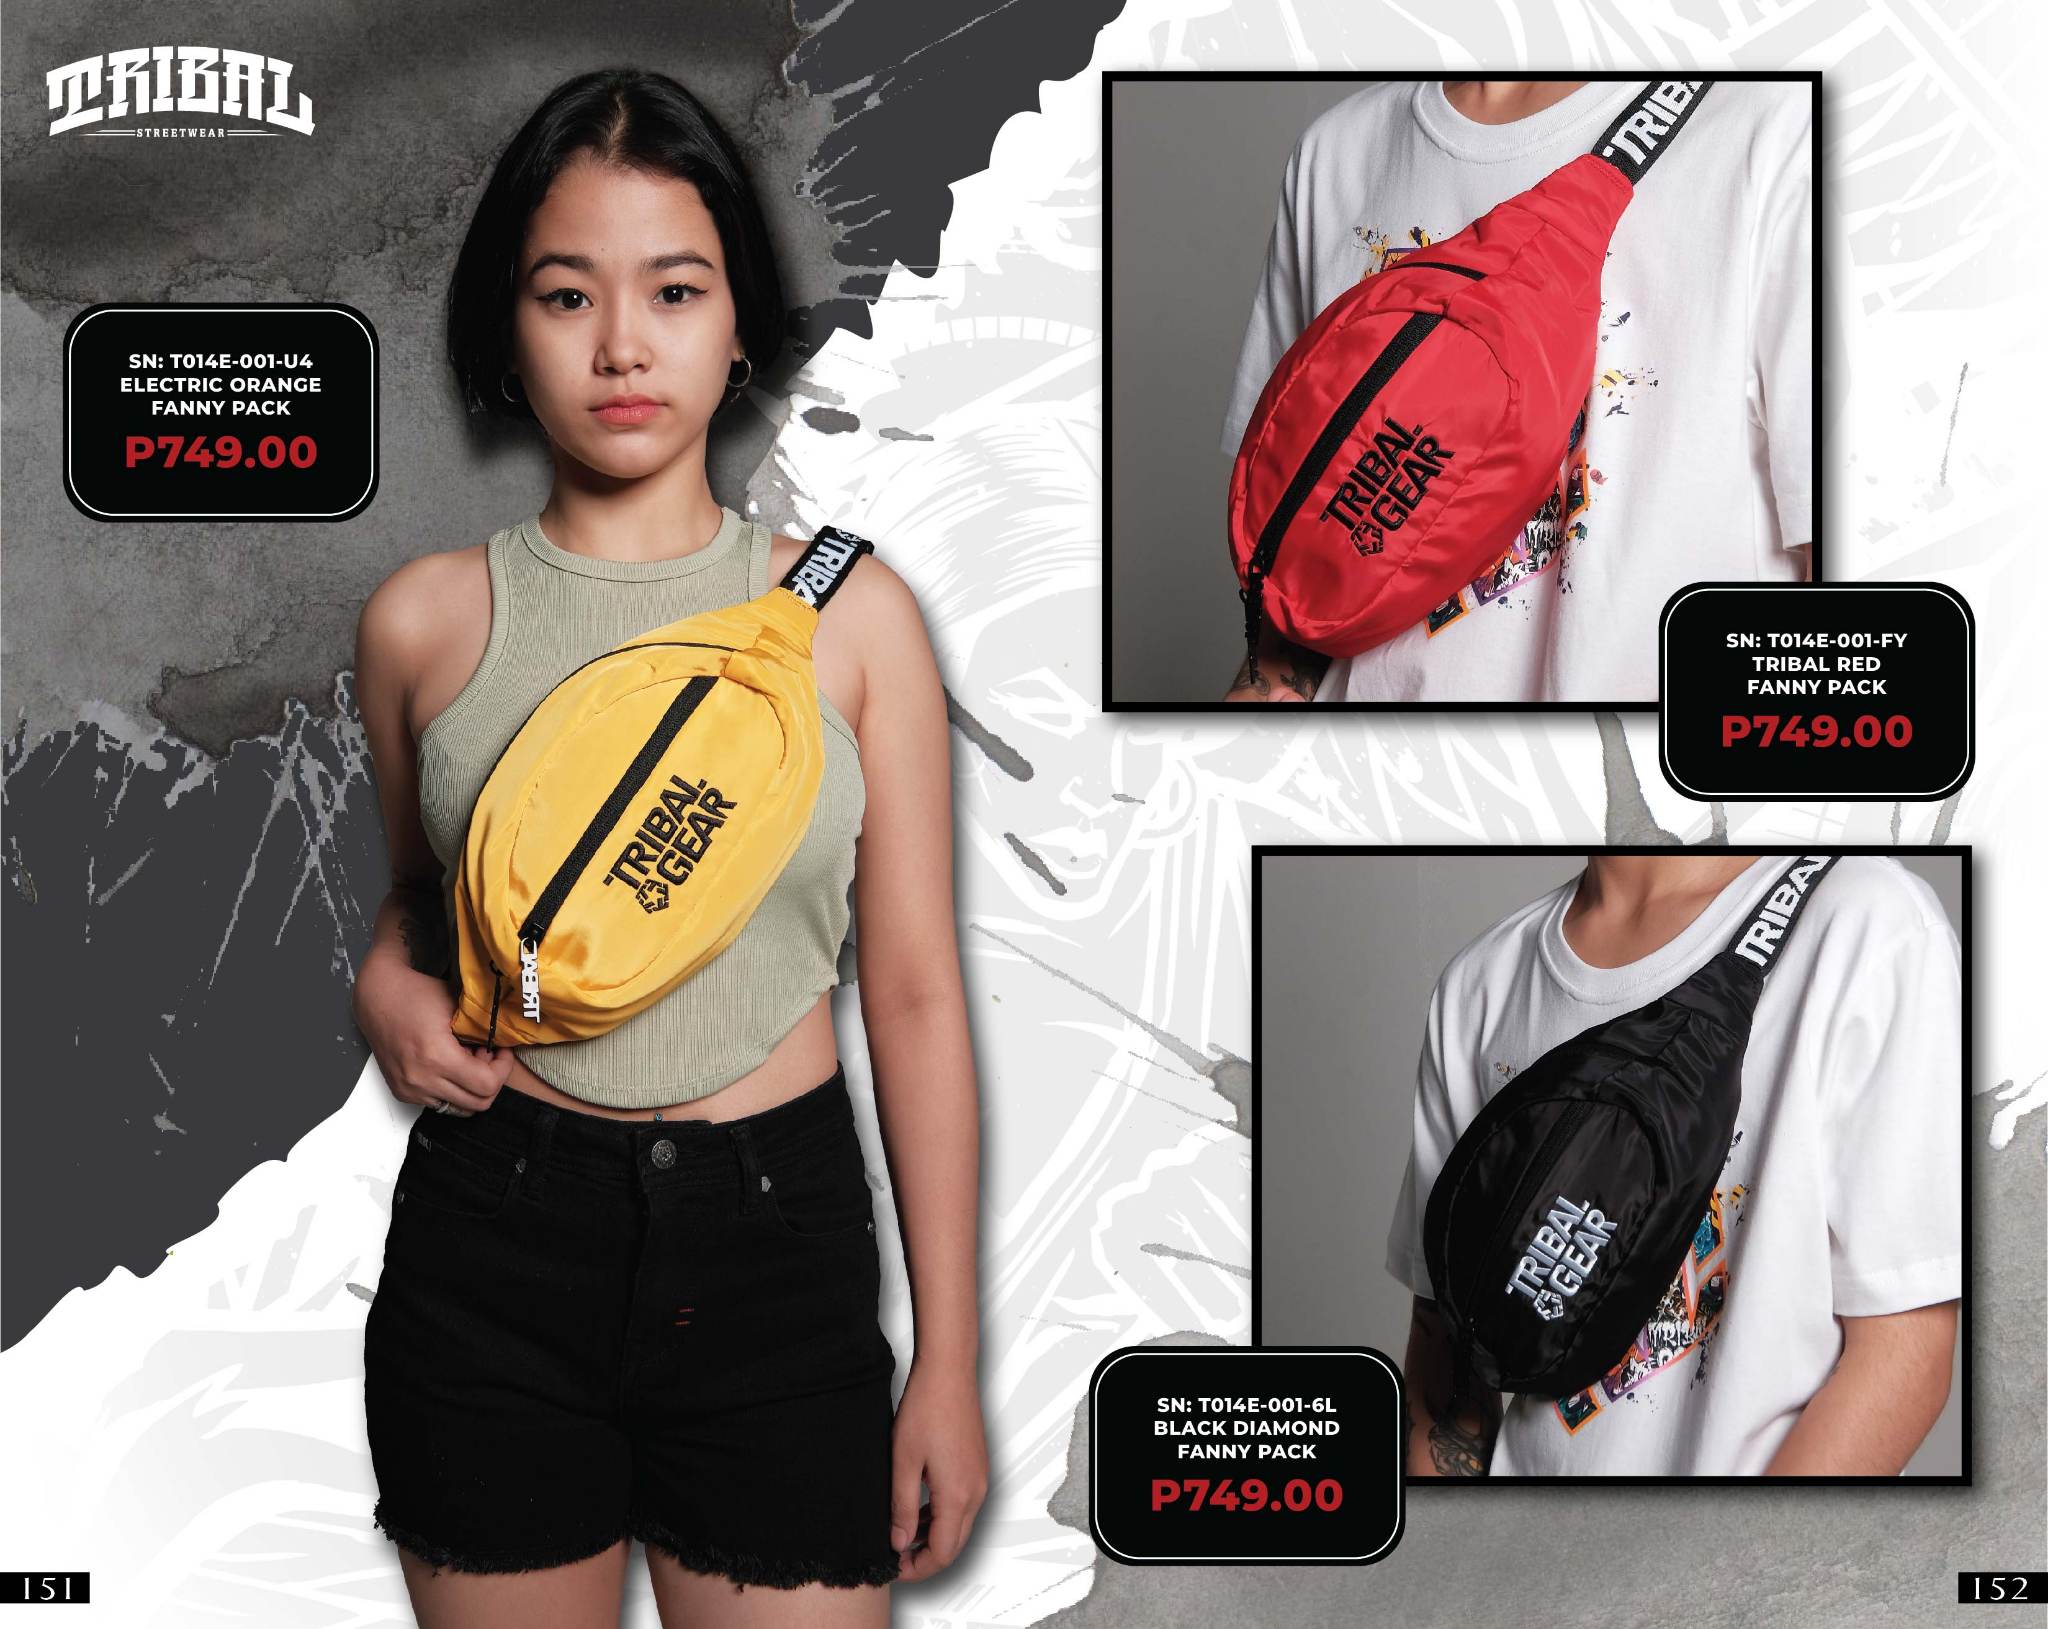 TRIBAL
STREETWEAR
SN: T014E-001-U4
ELECTRIC ORANGE
FANNY PACK
P749.00
TRIBA
TRIBAL
GEAR
TRIBAL
151
TRIBA
TRIBAL
GEAR
SN: T014E-001-FY
TRIBAL RED
FANNY PACK
P749.00
TRIBAL
TRIBAL
GEAR
SN: T014E-001-6L
BLACK DIAMOND
FANNY PACK
P749.00
152